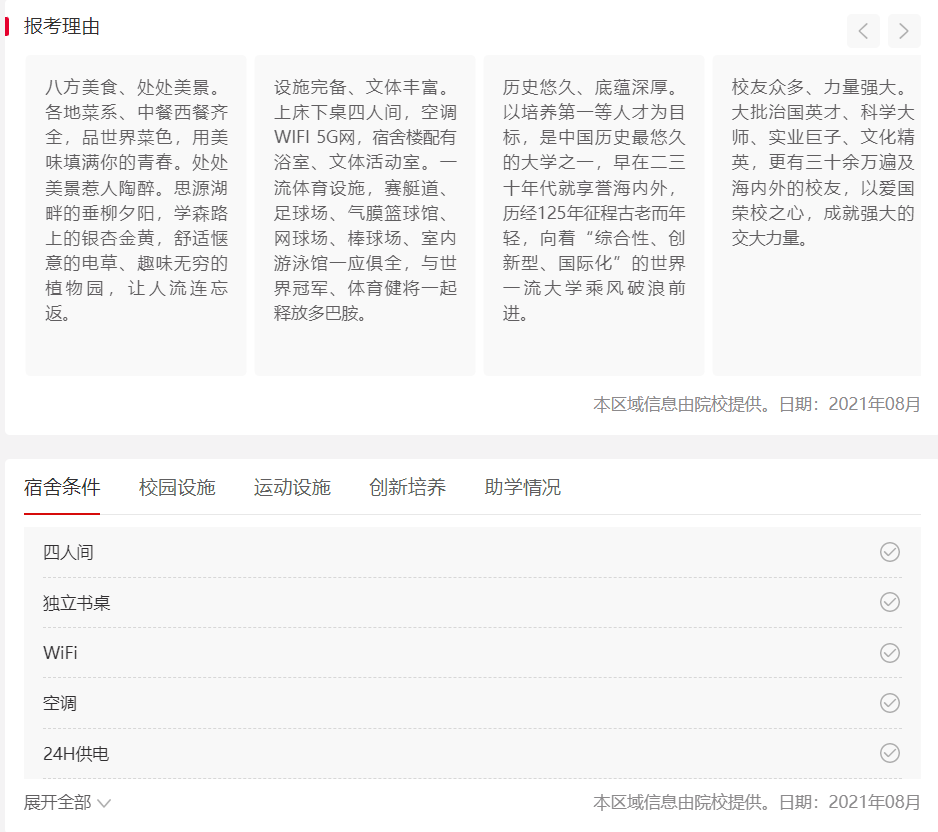 报考理由
八方美食、处处美景。
各地菜系、中餐西餐齐
全，品世界菜色，用美
味填满你的青春。处处
美景惹人陶醉。思源湖
畔的垂柳夕阳，学森路
上的银杏金黄，舒适惬
意的电草、趣味无穷的
植物园，让人流连忘
返。
设施完备、文体丰富。
上床下桌四人间，空调
WIFI 5G网，宿舍楼配有
浴室、文体活动室。一
流体育设施，赛艇道、
足球场、气膜篮球馆、
网球场、棒球场、室内
游泳馆一应俱全，与世
界冠军、体育健将一起
释放多巴胺。
历史悠久、底蕴深厚。
以培养第一等人才为目
标，是中国历史最悠久
的大学之一，早在二三
十年代就享誉海内外，
历经125年征程古老而年
轻，向着“综合性、创
新型、国际化”的世界
一流大学乘风破浪前
进。
校友众多、力量强大。
大批治国英才、科学大
师、实业巨子、文化精
英，更有三十余万遍及
海内外的校友，以爱国
荣校之心，成就强大的
交大力量。
本区域信息由院校提供。日期：2021年08月
宿舍条件 校园设施 运动设施 创新培养 助学情况
四人间
独立书桌
WiFi
空调
24H供电
展开全部 本区域信息由院校提供。日期：2021年08月